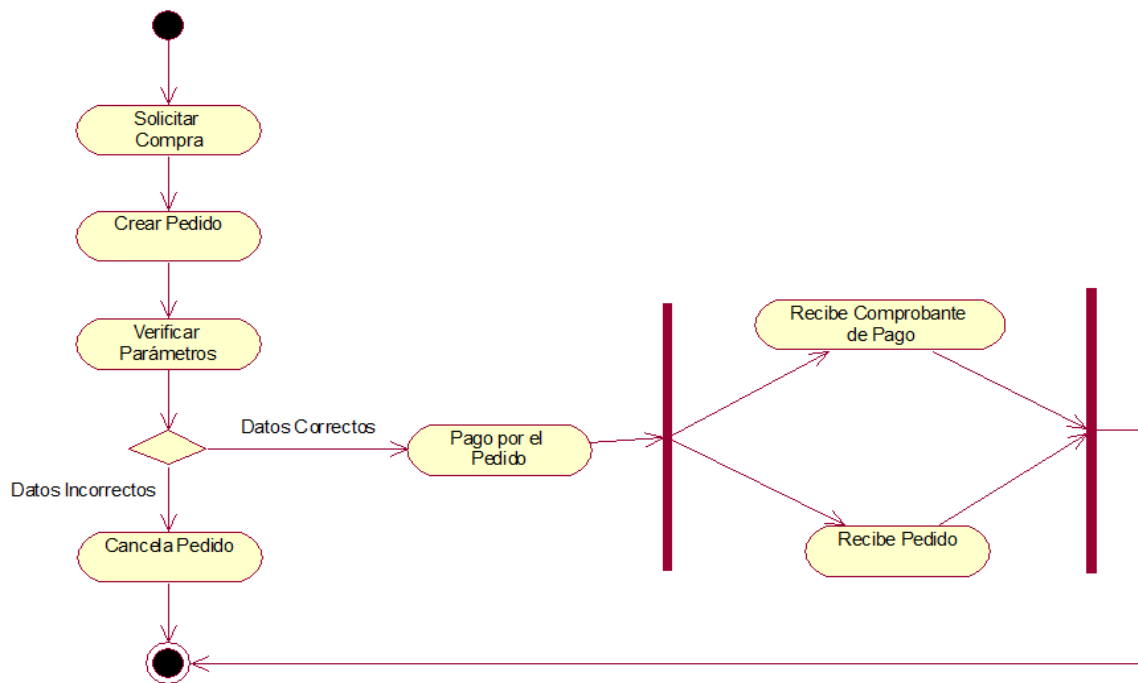 Solicitar
Compra
Crear Pedido
Verificar
Parámetros
Datos Correctos
Datos Incorrectos
Cancela Pedido
Pago por el
Pedido
Recibe Comprobante
de Pago
Recibe Pedido